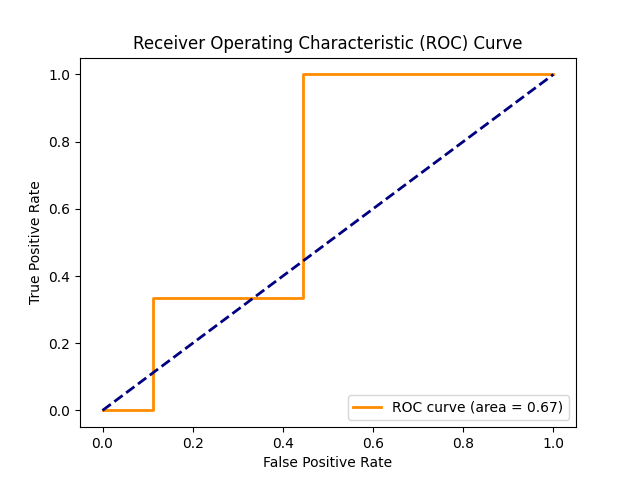 Receiver Operating Characteristic (ROC) Curve
1.0
0.8
0.6
0.4
0.2
0.0
True Positive Rate
ROC curve (area = 0.67)
0.0 0.2 0.4 0.6 0.8 1.0
False Positive Rate